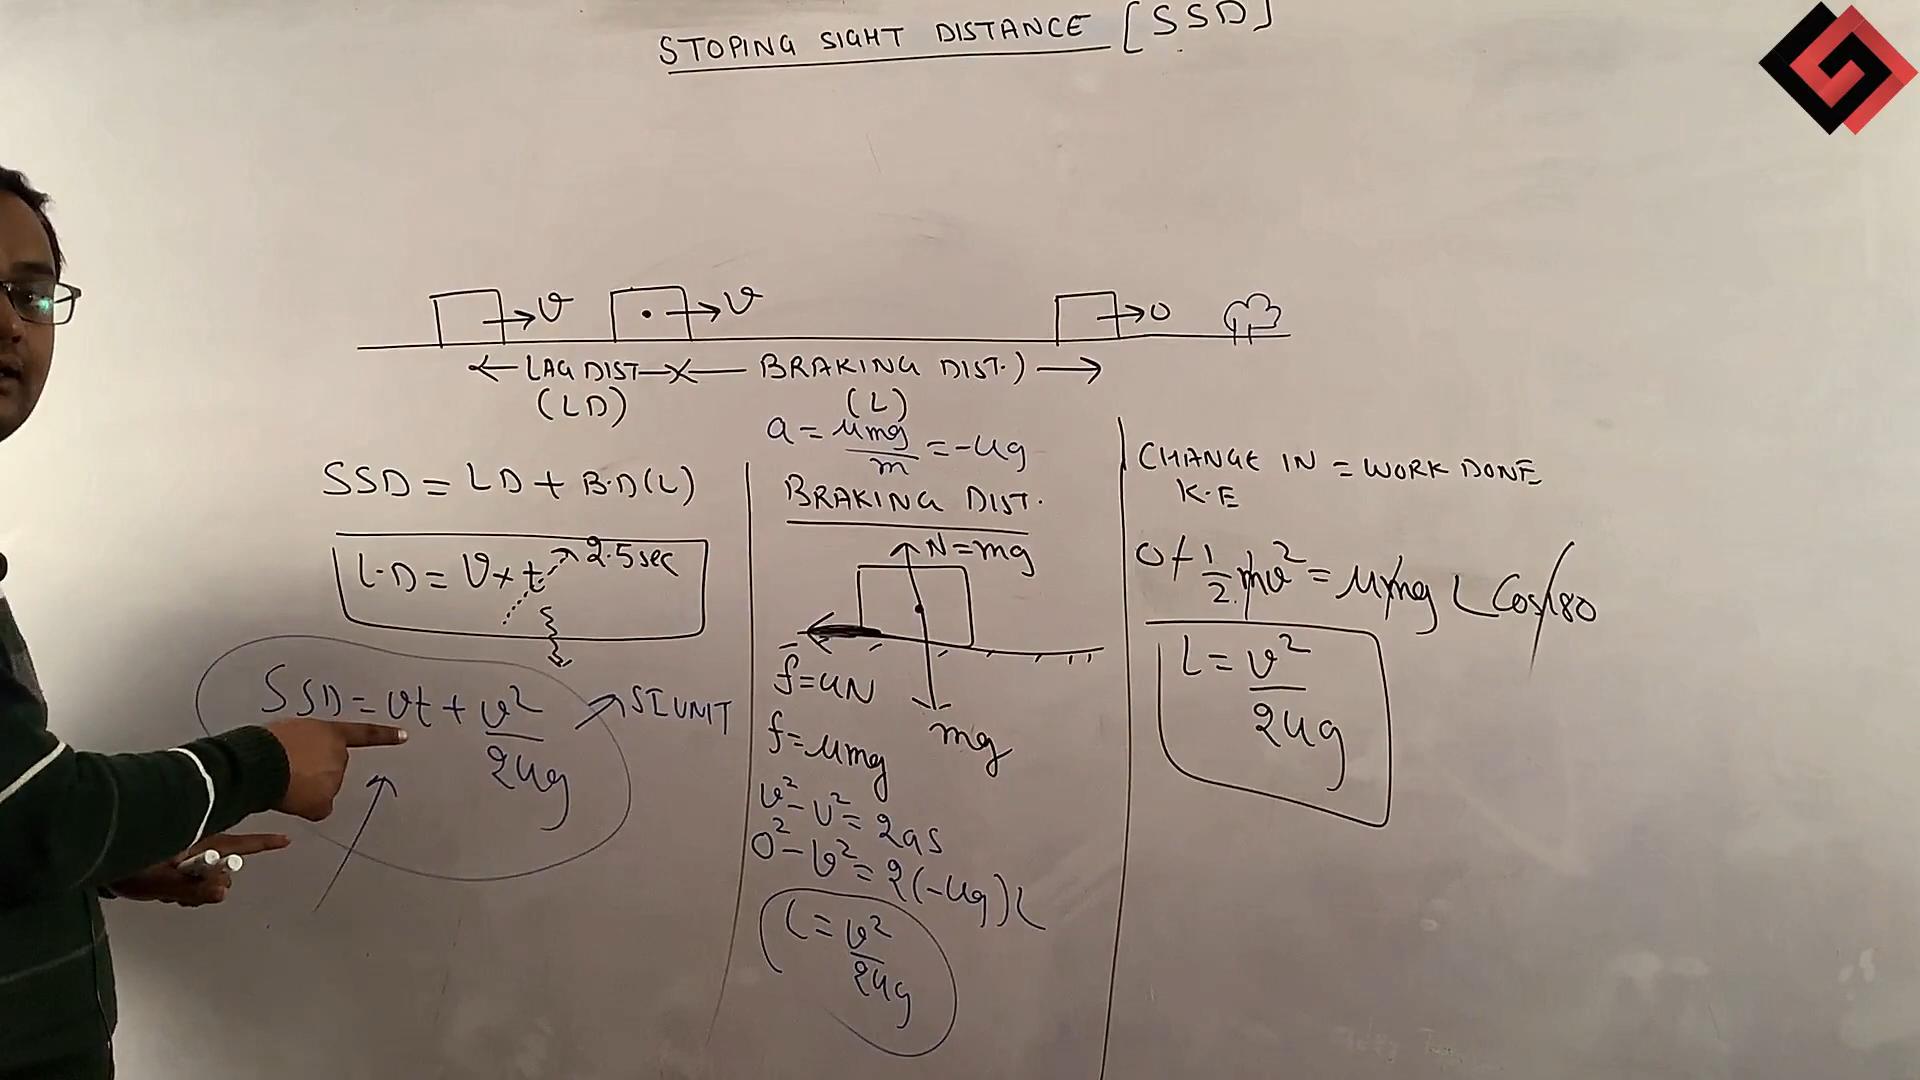 STOPING SIGHT DISTANCE [SSD]
v
v
0
LAG DIST
BRAKING DIST.)
(LD)
(L)
SSD = LD + B.D(L)
L.D = v x t 2.5 sec
SSD = vt + v²/2μg SI UNIT
a = μmg/m = -μg
BRAKING DIST.
N = mg
f = μN
mg
f = μmg
v² - v² = 2as
0² - v² = 2(-μg)L
L = v²/2μg
CHANGE IN = WORK DONE
K.E
0 + 1/2 mv² = μmg L Cos180
L = v²/2μg